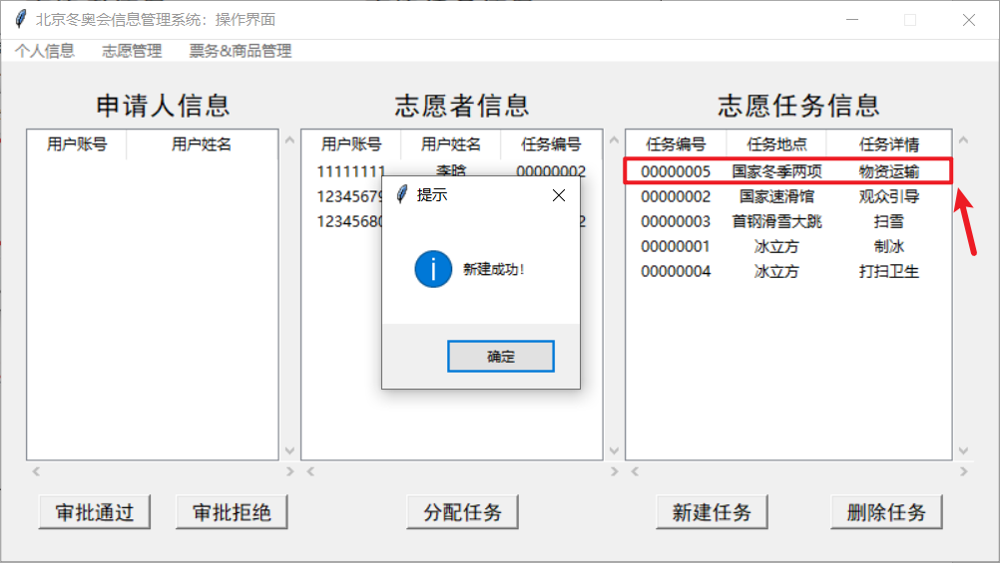 北京冬奥会信息管理系统：操作界面
个人信息 志愿管理 票务&商品管理
申请人信息 志愿者信息 志愿任务信息
用户账号 用户姓名 用户账号 用户姓名 任务编号 任务编号 任务地点 任务详情
11111111 李晗 00000002 00000005 国家冬季两项 物资运输
12345679 00000002 国家速滑馆 观众引导
12345680 2 00000003 首钢滑雪大跳 扫雪
00000001 冰立方 制冰
00000004 冰立方 打扫卫生
提示
新建成功！
确定
审批通过 审批拒绝 分配任务 新建任务 删除任务